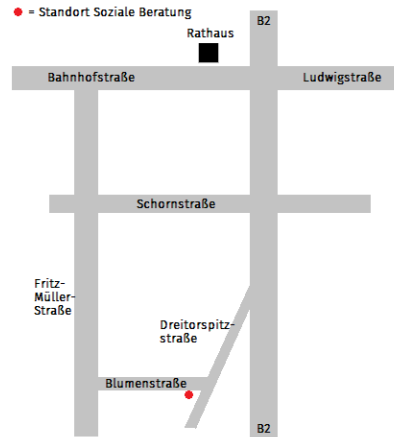 = Standort Soziale Beratung
B2
Rathaus
Bahnhofstraße
Ludwigstraße
Schornstraße
Fritz-
Müller-
Straße
Dreitorspitz-
straße
Blumenstraße
B2